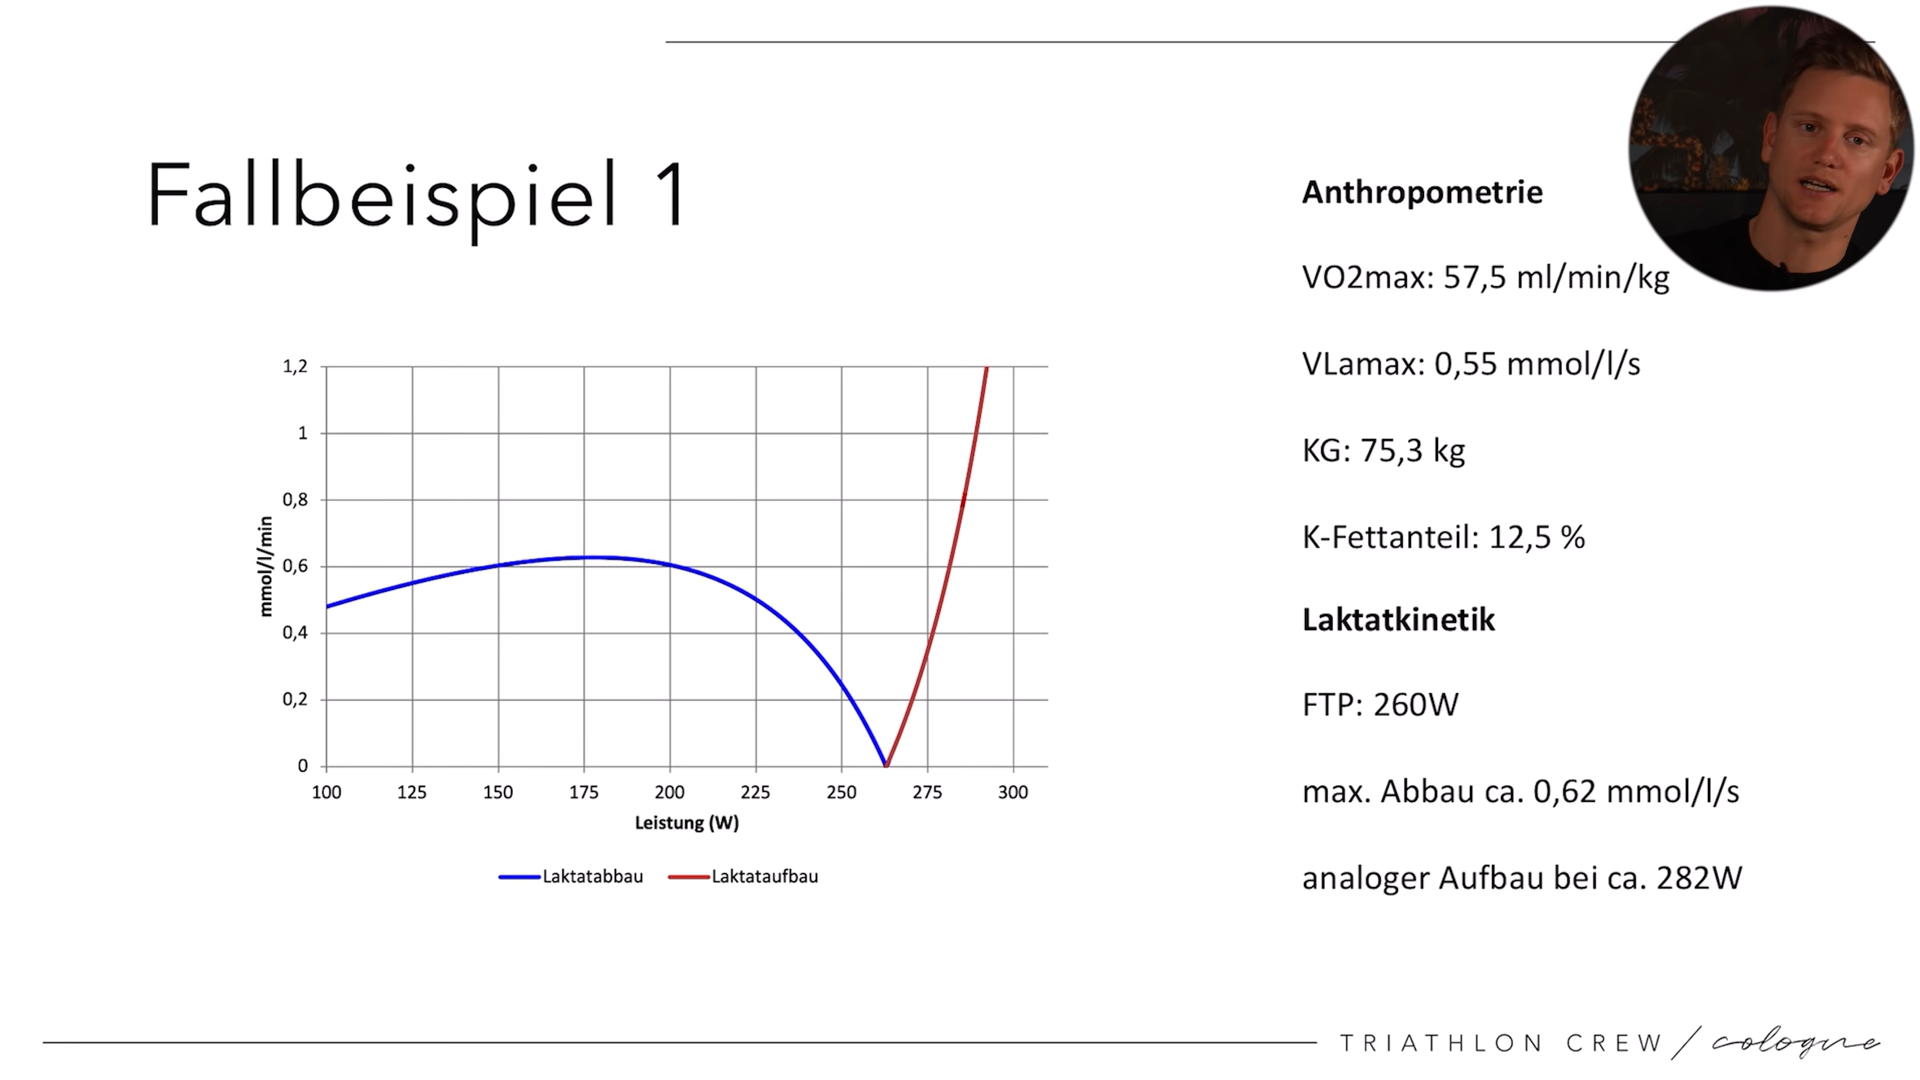 Fallbeispiel 1
Anthropometrie
VO2max: 57,5 ml/min/kg
VLamax: 0,55 mmol/l/s
KG: 75,3 kg
K-Fettanteil: 12,5 %
Laktatkinetik
FTP: 260W
max. Abbau ca. 0,62 mmol/l/s
analoger Aufbau bei ca. 282W
mmol/l/min
1,2
1
0,8
0,6
0,4
0,2
0
100 125 150 175 200 225 250 275 300
Leistung (W)
Laktatabbau Laktataufbau
TRIATHLON CREW / cologne